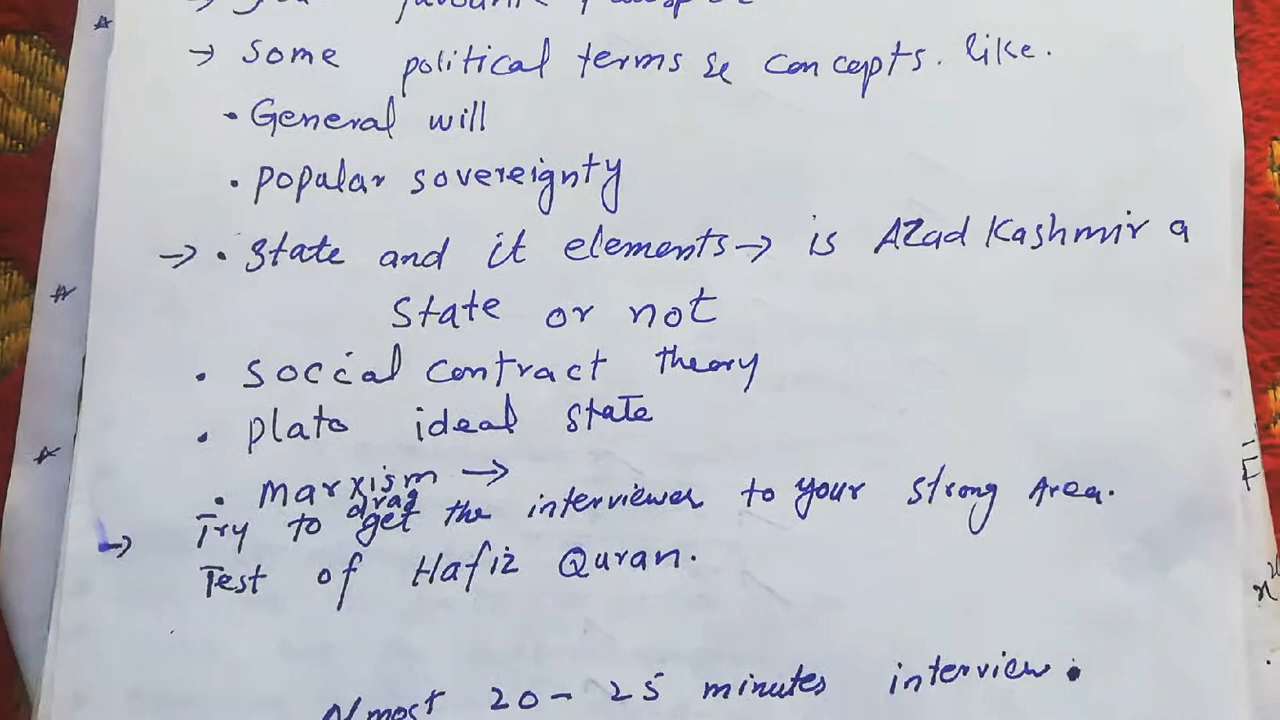 → some political terms & concepts. like.
• General will
• popular sovereignty
→ • state and it elements → is Azad Kashmir a
state or not
• social contract theory
• plato ideal state
• marxism →
drag
→ Try to get the interviewer to your strong Area.
Test of Hafiz Quran.
Almost 20 - 25 minutes interview.